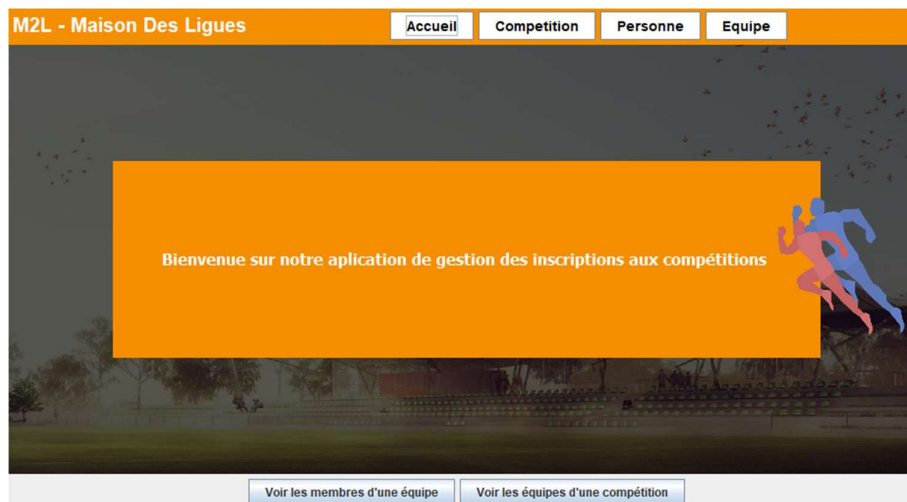 M2L - Maison Des Ligues Accueil Competition Personne Equipe
Bienvenue sur notre aplication de gestion des inscriptions aux compétitions
Voir les membres d'une équipe Voir les équipes d'une compétition